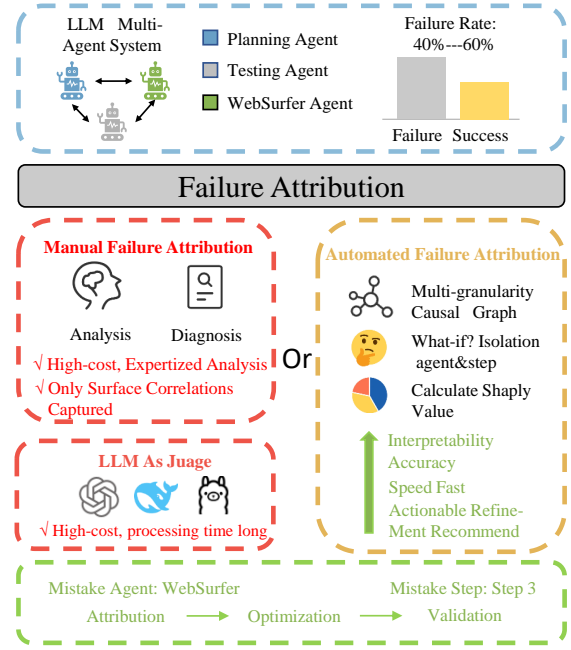 LLM Multi-
Agent System
Planning Agent
Testing Agent
WebSurfer Agent
Failure Rate:
40%---60%
Failure Success
Failure Attribution
Manual Failure Attribution
Analysis Diagnosis
√ High-cost, Expertized Analysis
√ Only Surface Correlations
Captured
LLM As Juage
√ High-cost, processing time long
Or
Automated Failure Attribution
Multi-granularity
Causal Graph
What-if? Isolation
agent&step
Calculate Shaply
Value
Interpretability
Accuracy
Speed Fast
Actionable Refine-
Ment Recommend
Mistake Agent: WebSurfer Mistake Step: Step 3
Attribution Optimization Validation